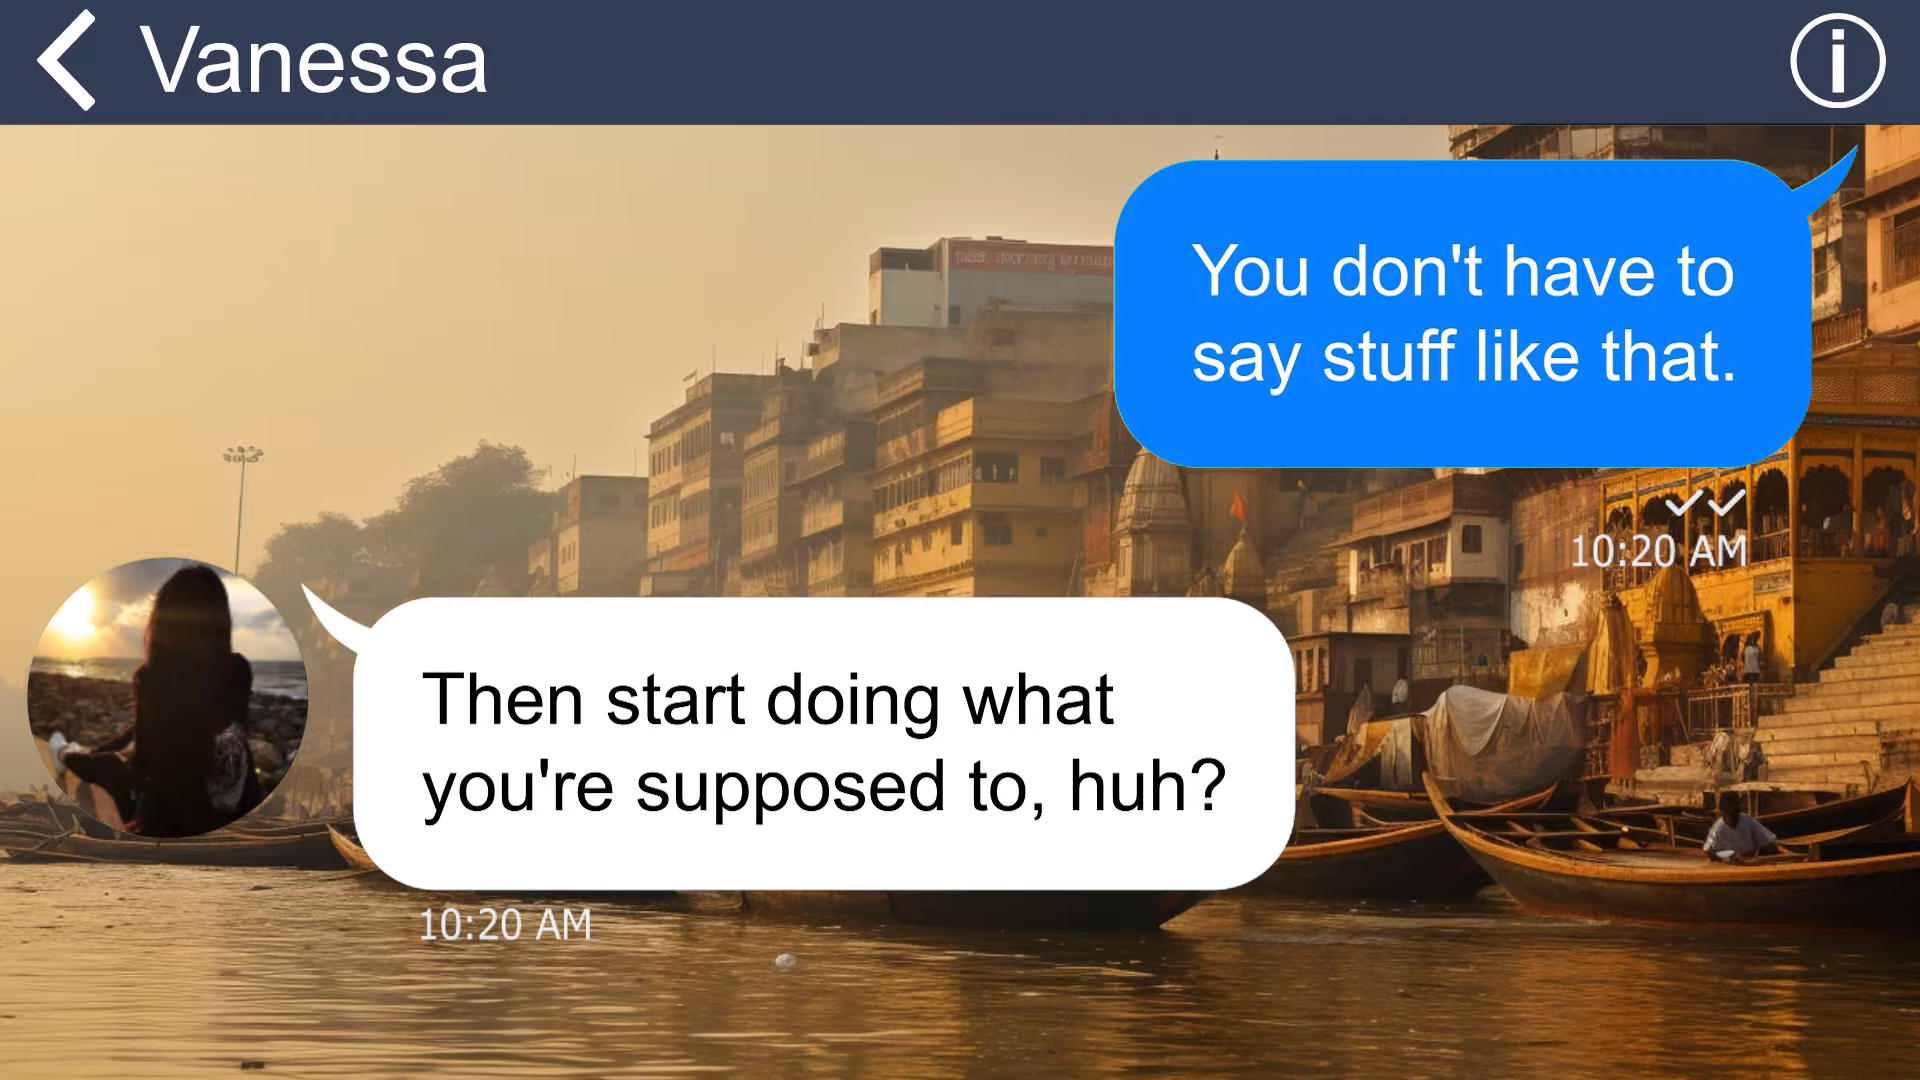 Vanessa
You don't have to
say stuff like that.
10:20 AM
Then start doing what
you're supposed to, huh?
10:20 AM